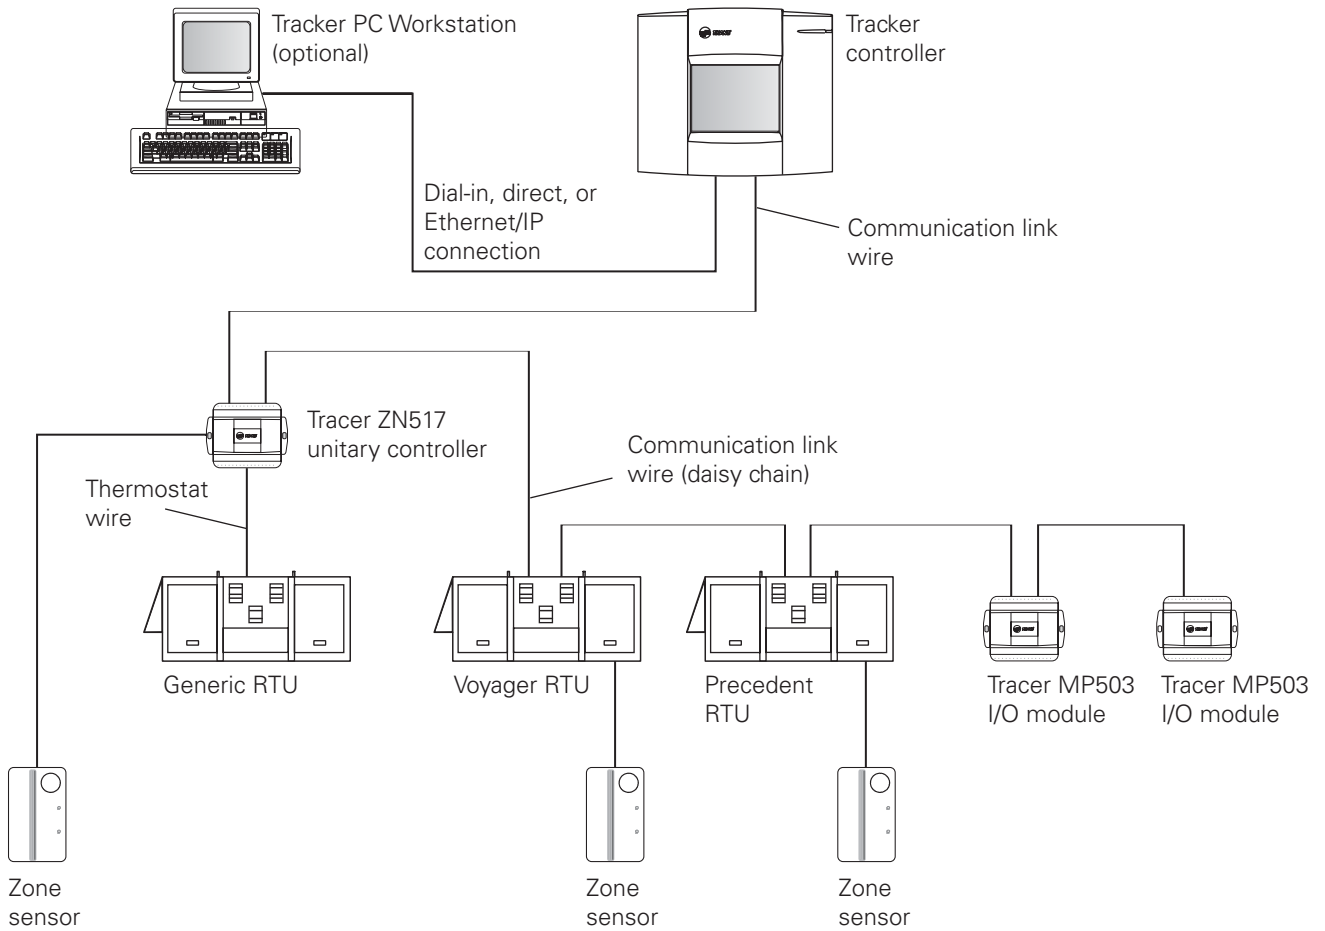 Tracker PC Workstation
(optional)
Tracker
controller
Dial-in, direct, or
Ethernet/IP
connection
Communication link
wire
Tracer ZN517
unitary controller
Communication link
wire (daisy chain)
Thermostat
wire
Generic RTU
Voyager RTU
Precedent
RTU
Tracer MP503
I/O module
Tracer MP503
I/O module
Zone
sensor
Zone
sensor
Zone
sensor